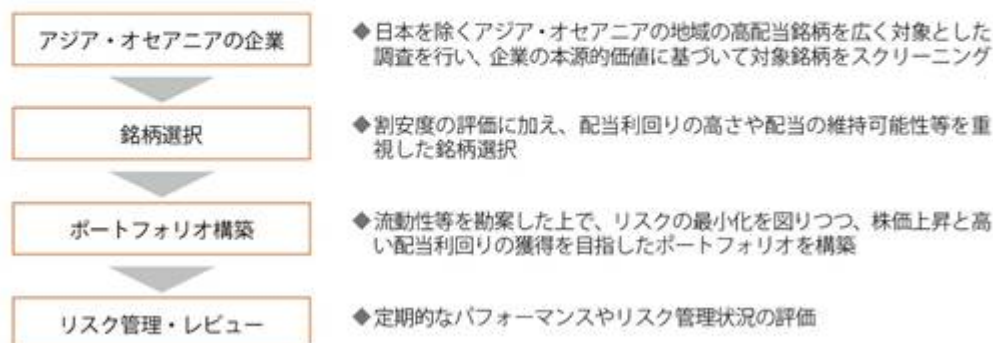 アジア・オセアニアの企業
◆日本を除くアジア・オセアニアの地域の高配当銘柄を広く対象とした
調査を行い、企業の本源的価値に基づいて対象銘柄をスクリーニング
銘柄選択
◆割安度の評価に加え、配当利回りの高さや配当の維持可能性等を重
視した銘柄選択
ポートフォリオ構築
◆流動性等を勘案した上で、リスクの最小化を図りつつ、株価上昇と高
い配当利回りの獲得を目指したポートフォリオを構築
リスク管理・レビュー
◆定期的なパフォーマンスやリスク管理状況の評価